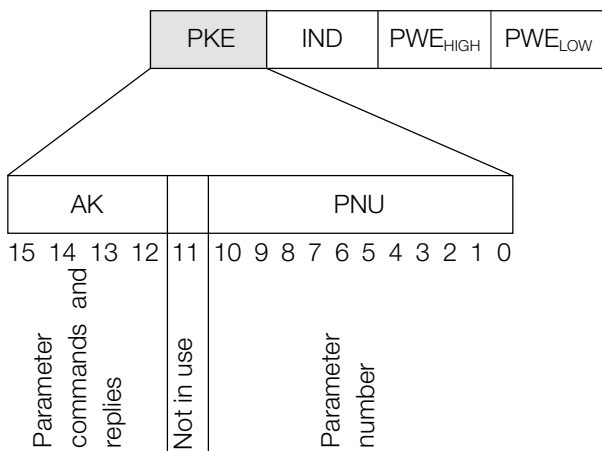 PKE IND PWEHIGH PWELOW
AK PNU
15 14 13 12 11 10 9 8 7 6 5 4 3 2 1 0
Parameter
commands and
replies
Not in use
Parameter
number